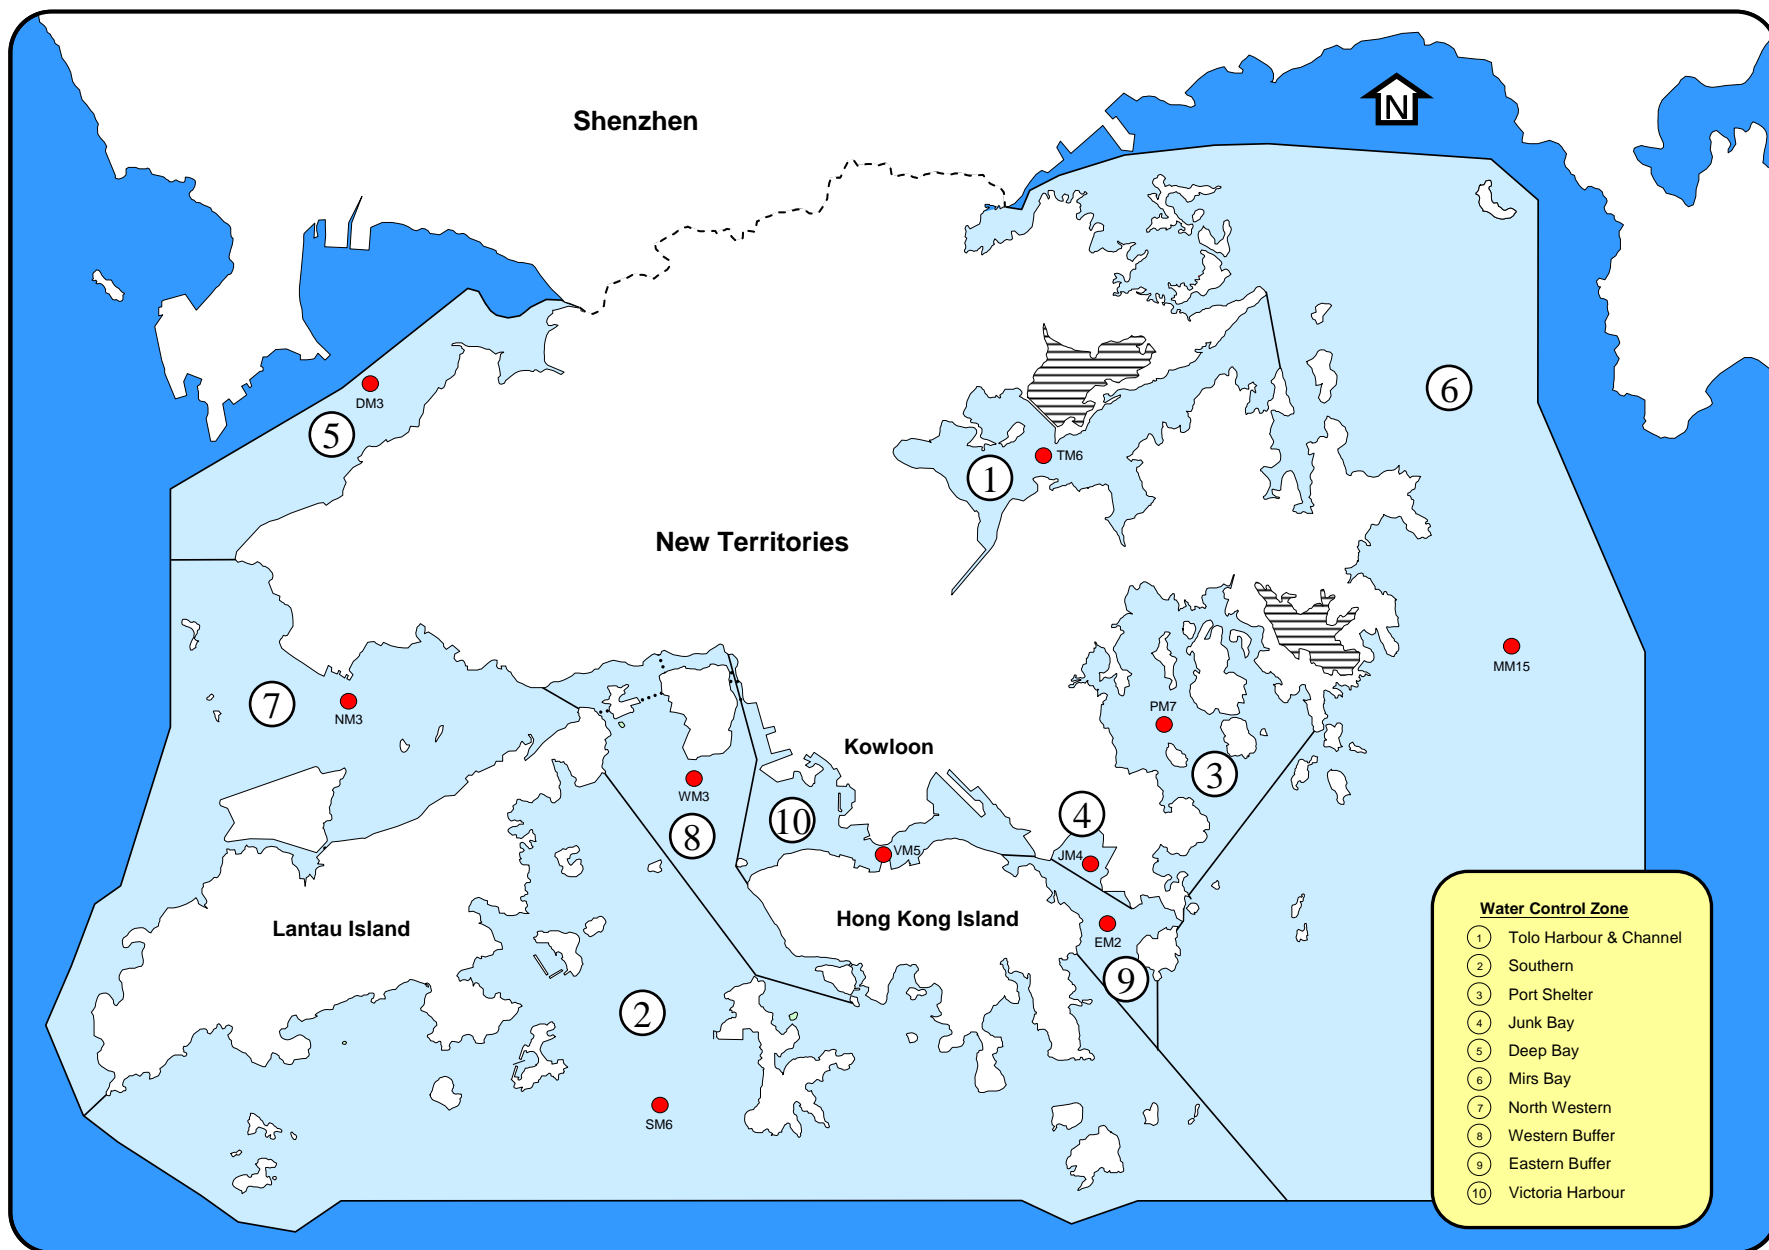 N
Shenzhen
6
DM3
5
TM6
1
New Territories
MM15
7
NM3
PM7
Kowloon
3
WM3
10
4
8
VM5
JM4
Hong Kong Island
Lantau Island
EM2
9
2
SM6
Water Control Zone
1 Tolo Harbour & Channel
2 Southern
3 Port Shelter
4 Junk Bay
5 Deep Bay
6 Mirs Bay
7 North Western
8 Western Buffer
9 Eastern Buffer
10 Victoria Harbour